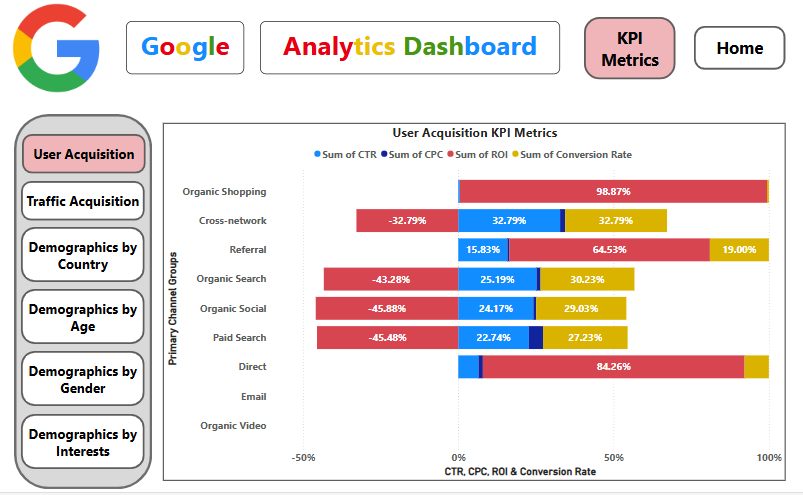 Google
Analytics Dashboard
KPI
Metrics
Home
User Acquisition
Traffic Acquisition
Demographics by
Country
Demographics by
Age
Demographics by
Gender
Demographics by
Interests
User Acquisition KPI Metrics
Sum of CTR Sum of CPC Sum of ROI Sum of Conversion Rate
Primary Channel Groups
Organic Shopping 98.87%
Cross-network -32.79% 32.79% 32.79%
Referral 15.83% 64.53% 19.00%
Organic Search -43.28% 25.19% 30.23%
Organic Social -45.88% 24.17% 29.03%
Paid Search -45.48% 22.74% 27.23%
Direct 84.26%
Email
Organic Video
-50% 0% 50% 100%
CTR, CPC, ROI & Conversion Rate